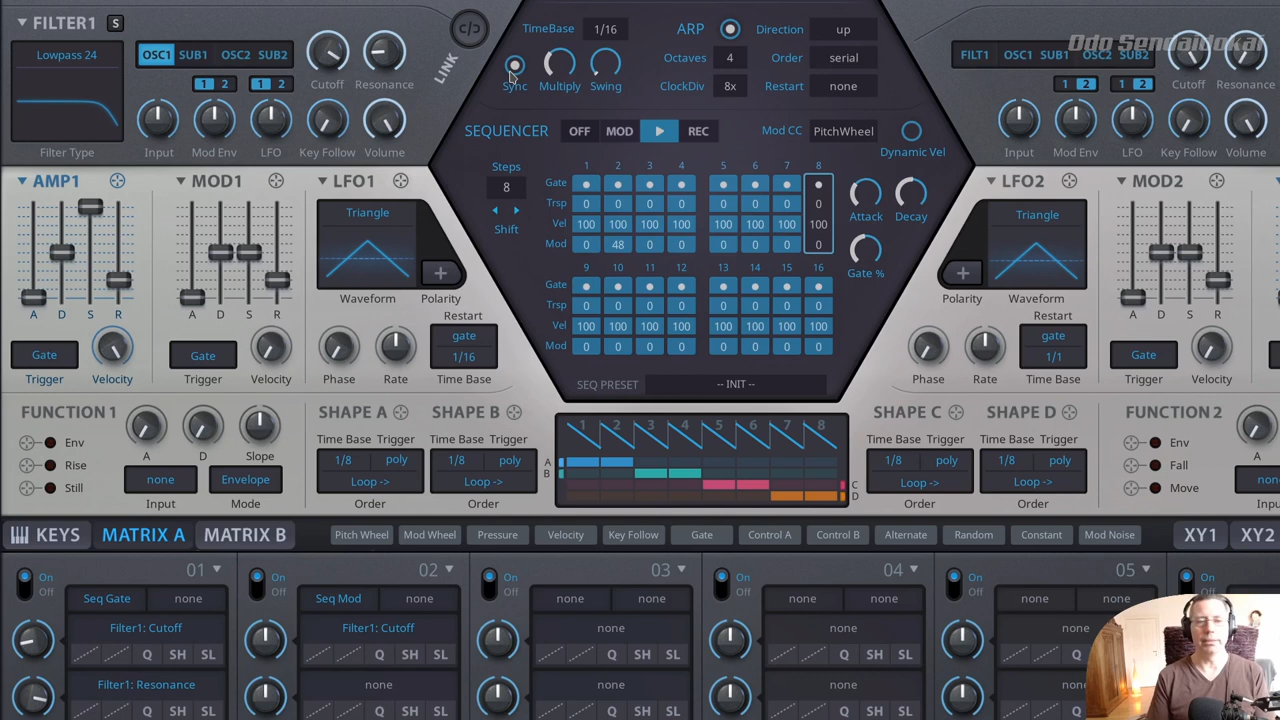 FILTER1 S
Lowpass 24
OSC1 SUB1 OSC2 SUB2
1 2 1 2
Cutoff Resonance
Input Mod Env LFO Key Follow Volume
Filter Type
LINK
TimeBase 1/16
Sync Multiply Swing
ARP Direction up
Octaves 4 Order serial
ClockDiv 8x Restart none
FILT1 SUB1 OSC2 SUB2
Odo Sendaidokai
1 2 1 2
Cutoff Resonance
Input Mod Env LFO Key Follow Volume
SEQUENCER OFF MOD REC Mod CC PitchWheel
Dynamic Vel
Steps 8
Shift
1 2 3 4 5 6 7 8
Gate
Trsp 0 0 0 0 0 0 0 0
Vel 100 100 100 100 100 100 100 100
Mod 0 48 0 0 0 0 0 0
9 10 11 12 13 14 15 16
Gate
Trsp 0 0 0 0 0 0 0 0
Vel 100 100 100 100 100 100 100 100
Mod 0 0 0 0 0 0 0 0
Attack Decay
Gate %
SEQ PRESET -- INIT --
AMP1 MOD1 LFO1
Triangle
Waveform Polarity
A D S R A D S R
Restart
gate
1/16
Gate Gate
Trigger Velocity Trigger Velocity Phase Rate Time Base
LFO2 MOD2
Triangle
Polarity Waveform
A D S R
Restart
gate
1/1
Gate
Phase Rate Time Base Trigger Velocity
FUNCTION 1 SHAPE A SHAPE B
Env
Rise
Still
A D Slope
none Envelope
Input Mode
Time Base Trigger Time Base Trigger
1/8 poly 1/8 poly
Loop -> Loop ->
Order Order
1 2 3 4 5 6 7 8
A
B
C
D
SHAPE C SHAPE D FUNCTION 2
Time Base Trigger Time Base Trigger
1/8 poly 1/8 poly
Loop -> Loop ->
Order Order
Env
Fall
Move
A
Input
KEYS MATRIX A MATRIX B Pitch Wheel Mod Wheel Pressure Velocity Key Follow Gate Control A Control B Alternate Random Constant Mod Noise XY1 XY2
On On On On On On
Off Off Off Off Off Off
01 02 03 04 05
Seq Gate none Seq Mod none none none none none none none
Filter1: Cutoff Filter1: Cutoff none none none
Q SH SL Q SH SL Q SH SL Q SH SL Q SH SL
Filter1: Resonance none none none none
Q SH SL Q SH SL Q SH SL Q SH SL